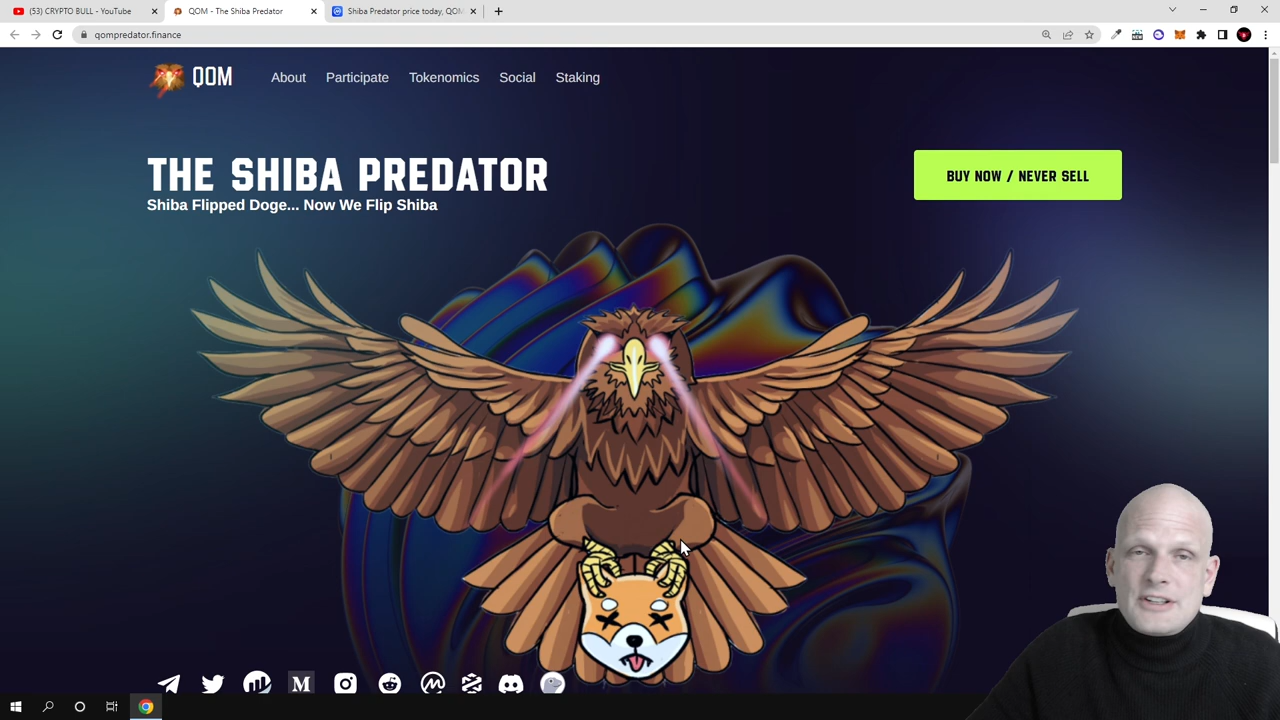 (53) CRYPTO BULL - YouTube
QOM - The Shiba Predator
Shiba Predator price today, QOM
qompredator.finance
QOM
About
Participate
Tokenomics
Social
Staking
THE SHIBA PREDATOR
Shiba Flipped Doge... Now We Flip Shiba
BUY NOW / NEVER SELL